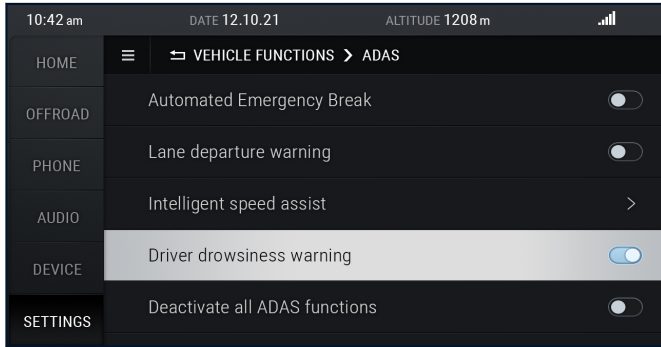 10:42 am DATE 12.10.21 ALTITUDE 1208 m
HOME
VEHICLE FUNCTIONS ADAS
OFFROAD
Automated Emergency Break
PHONE
Lane departure warning
AUDIO
Intelligent speed assist
DEVICE
Driver drowsiness warning
SETTINGS
Deactivate all ADAS functions